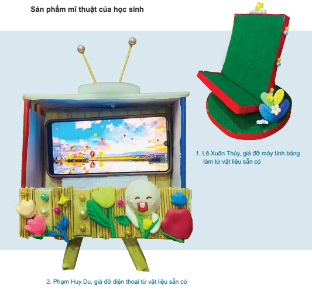 Sản phẩm mĩ thuật của học sinh
1. Lê Xuân Thùy, giá đỡ máy tính bảng
làm từ vật liệu sẵn có
2. Phạm Huy Du, giá đỡ điện thoại từ vật liệu sẵn có